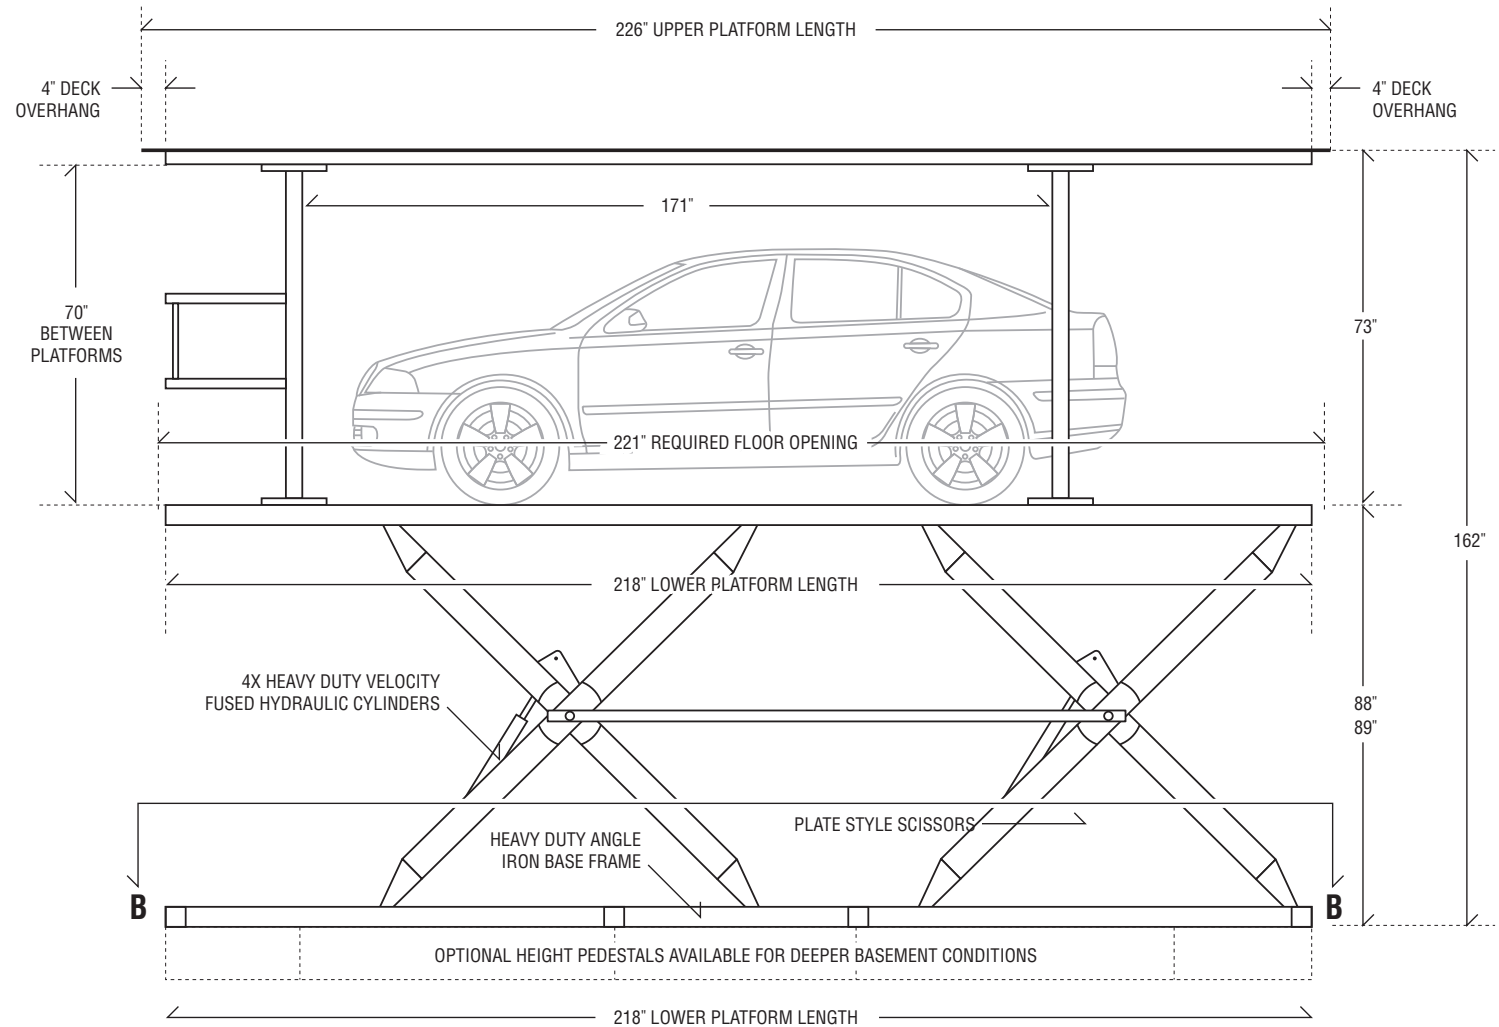 226" UPPER PLATFORM LENGTH
4" DECK
OVERHANG
4" DECK
OVERHANG
171"
70"
BETWEEN
PLATFORMS
73"
221" REQUIRED FLOOR OPENING
162"
218" LOWER PLATFORM LENGTH
4X HEAVY DUTY VELOCITY
FUSED HYDRAULIC CYLINDERS
88"
89"
PLATE STYLE SCISSORS
HEAVY DUTY ANGLE
IRON BASE FRAME
B
B
OPTIONAL HEIGHT PEDESTALS AVAILABLE FOR DEEPER BASEMENT CONDITIONS
218" LOWER PLATFORM LENGTH